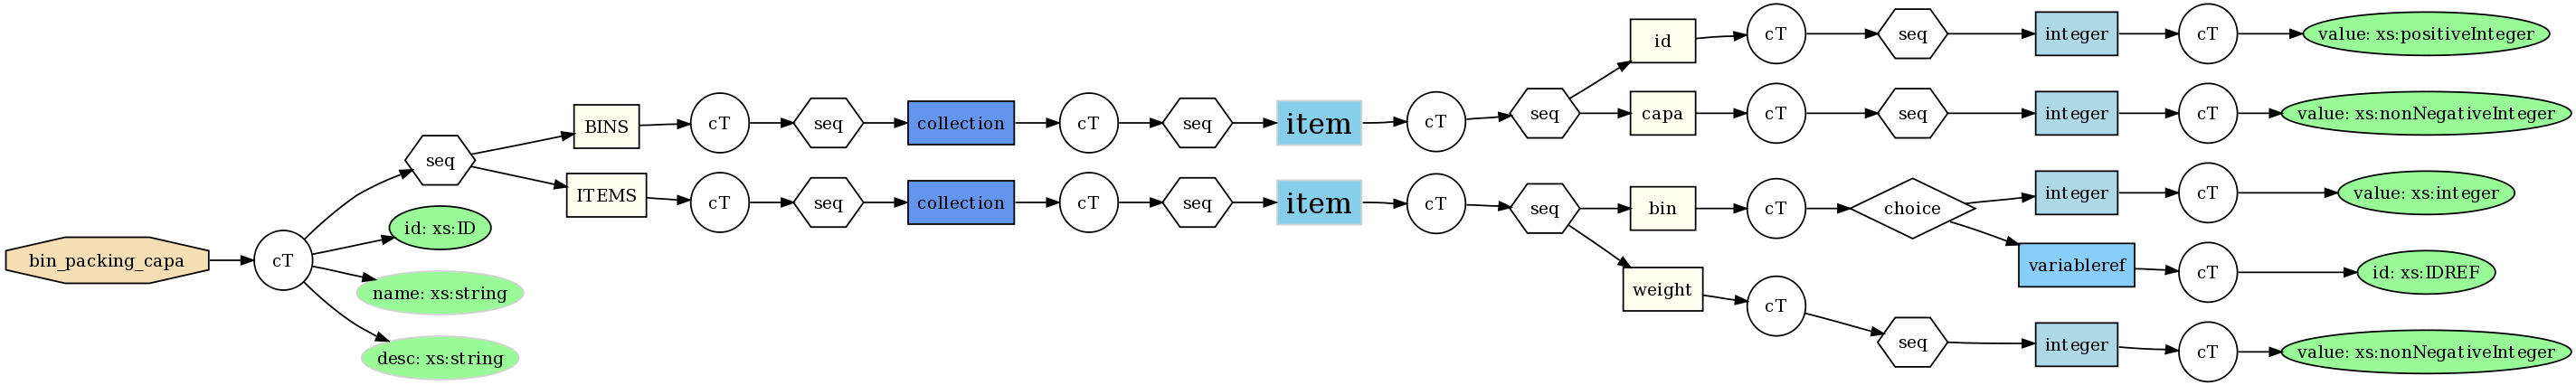 bin_packing_capa
cT
seq
BINS
cT
seq
collection
cT
seq
item
cT
seq
id
cT
seq
integer
cT
value: xs:positiveInteger
capa
cT
seq
integer
cT
value: xs:nonNegativeInteger
ITEMS
cT
seq
collection
cT
seq
item
cT
seq
bin
cT
choice
integer
cT
value: xs:integer
variableref
cT
id: xs:IDREF
weight
cT
seq
integer
cT
value: xs:nonNegativeInteger
id: xs:ID
name: xs:string
desc: xs:string